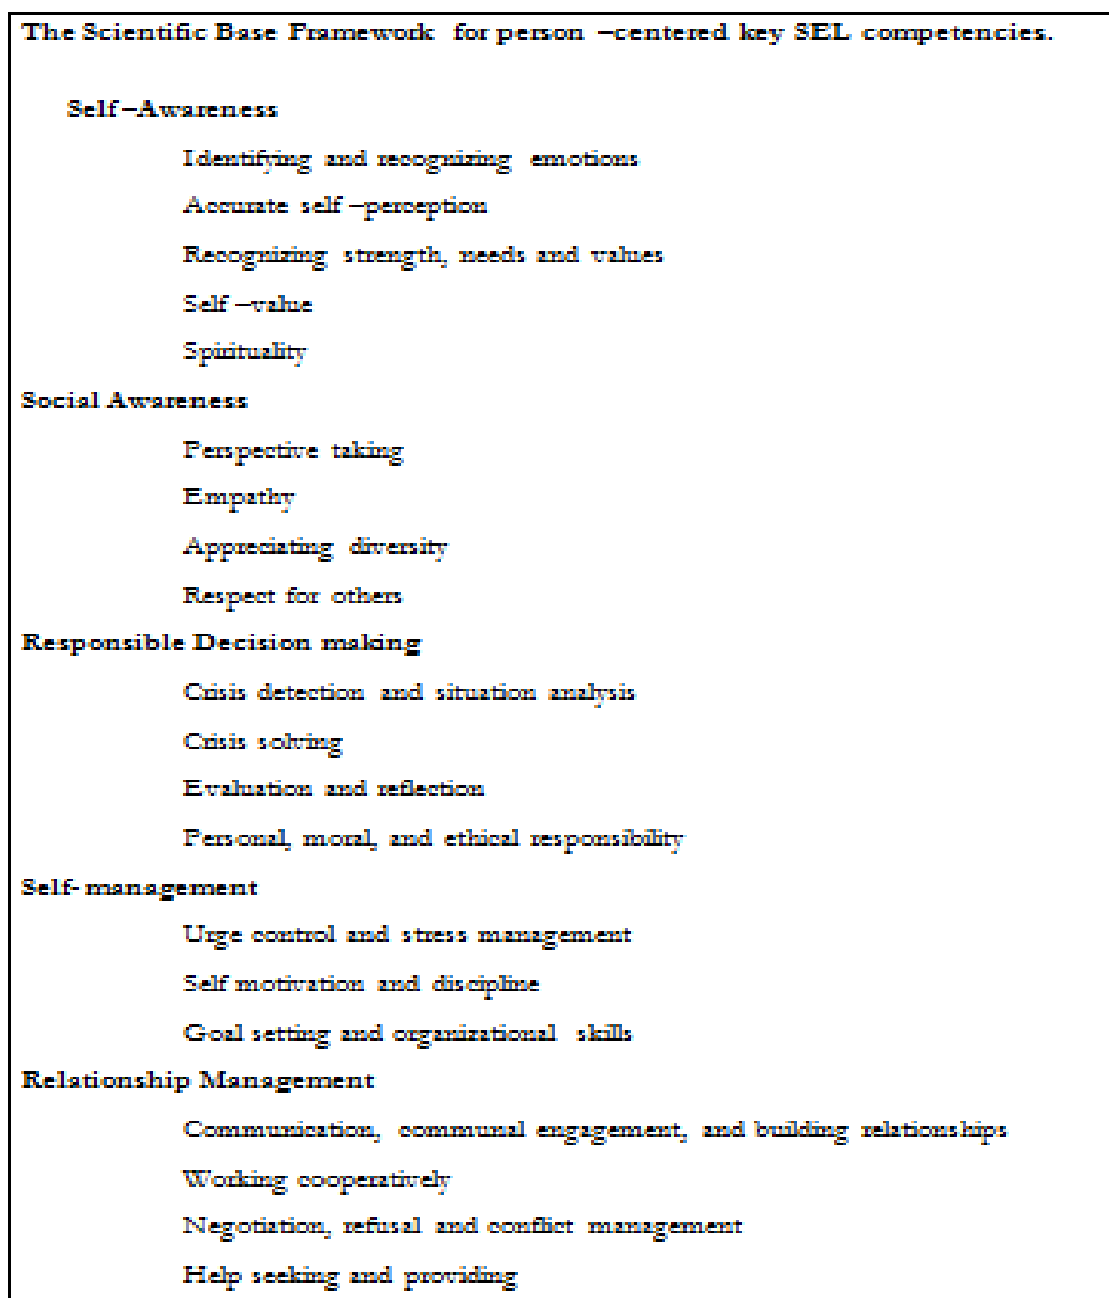 The Scientific Base Framework for person –centered key SEL competencies.
Self –Awareness
Identifying and recognizing emotions
Accurate self –perception
Recognizing strength, needs and values
Self –value
Spirituality
Social Awareness
Perspective taking
Empathy
Appreciating diversity
Respect for others
Responsible Decision making
Crisis detection and situation analysis
Crisis solving
Evaluation and reflection
Personal, moral, and ethical responsibility
Self- management
Urge control and stress management
Self motivation and discipline
Goal setting and organizational skills
Relationship Management
Communication, communal engagement, and building relationships
Working cooperatively
Negotiation, refusal and conflict management
Help seeking and providing